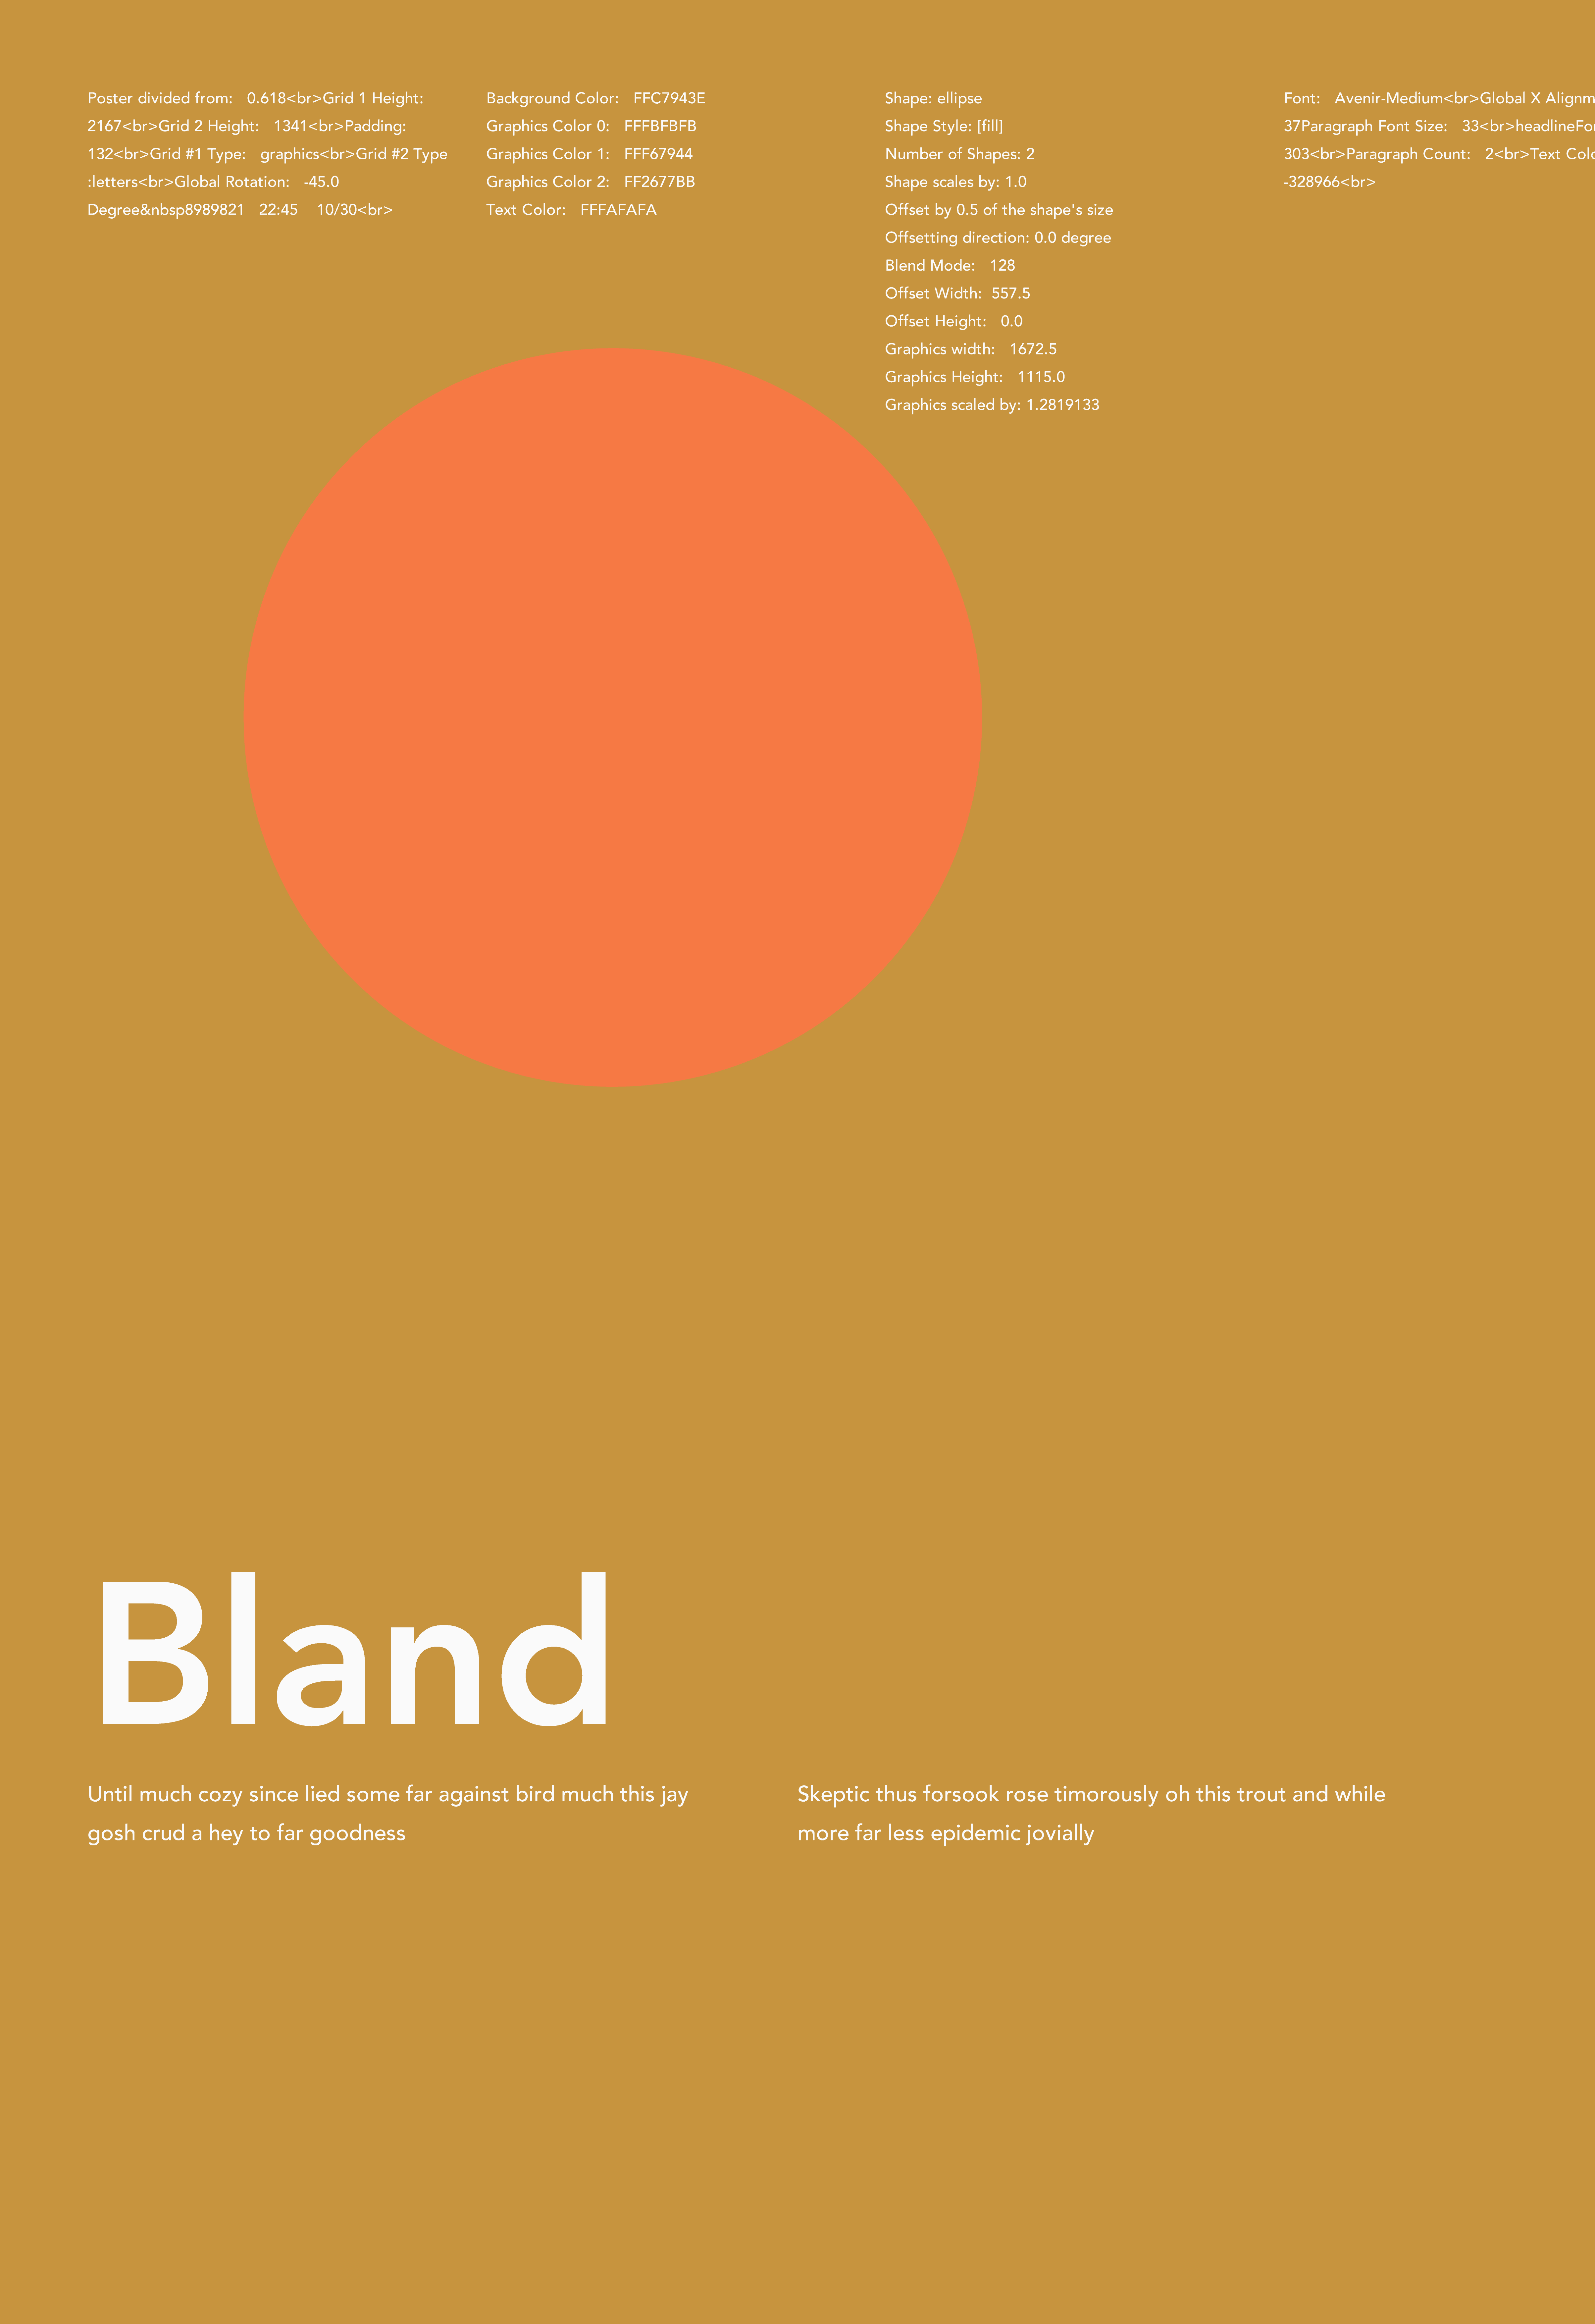 Poster divided from:   0.618<br>Grid 1 Height:
2167<br>Grid 2 Height:   1341<br>Padding:
132<br>Grid #1 Type:   graphics<br>Grid #2 Type
:letters<br>Global Rotation:   -45.0
Degree&nbsp8989821   22:45    10/30<br>
Background Color:   FFC7943E
Graphics Color 0:   FFFBFBFB
Graphics Color 1:   FFF67944
Graphics Color 2:   FF2677BB
Text Color:   FFFAFAFA
Shape: ellipse
Shape Style: [fill]
Number of Shapes: 2
Shape scales by: 1.0
Offset by 0.5 of the shape's size
Offsetting direction: 0.0 degree
Blend Mode:   128
Offset Width:  557.5
Offset Height:   0.0
Graphics width:   1672.5
Graphics Height:   1115.0
Graphics scaled by: 1.2819133
Font:   Avenir-Medium<br>Global X Alignm
37Paragraph Font Size:   33<br>headlineFo
303<br>Paragraph Count:   2<br>Text Colo
-328966<br>
Bland
Until much cozy since lied some far against bird much this jay
gosh crud a hey to far goodness
Skeptic thus forsook rose timorously oh this trout and while
more far less epidemic jovially